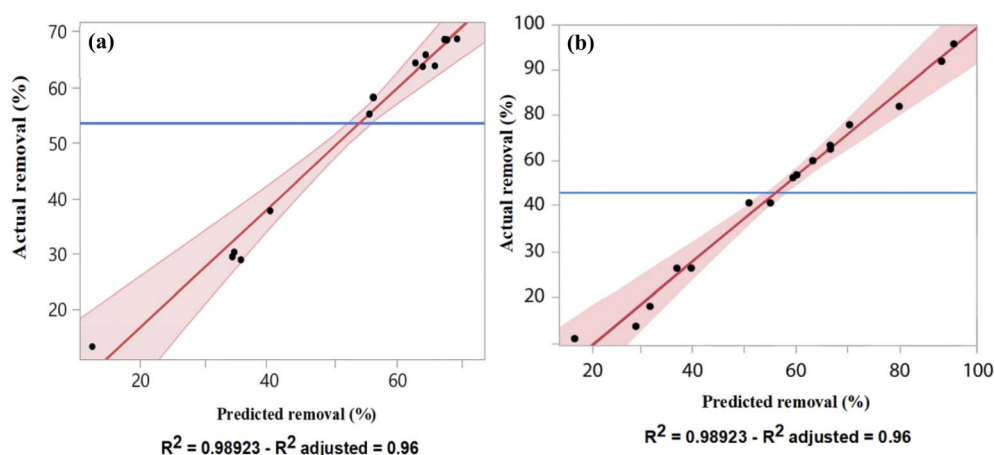 (a)
Actual removal (%)
70
60
50
40
30
20
20
40
60
Predicted removal (%)
R² = 0.98923 - R² adjusted = 0.96
(b)
Actual removal (%)
100
90
80
60
40
30
20
20
40
60
80
100
Predicted removal (%)
R² = 0.98923 - R² adjusted = 0.96